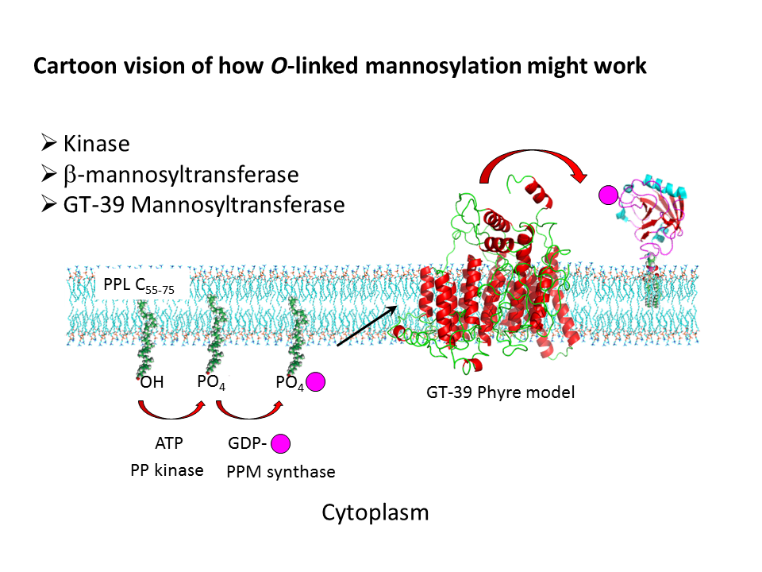 Cartoon vision of how O-linked mannosylation might work
➢ Kinase
➢ β-mannosyltransferase
➢ GT-39 Mannosyltransferase
PPL C55-75
OH
PO4
PO4
GT-39 Phyre model
ATP
GDP-
PP kinase
PPM synthase
Cytoplasm